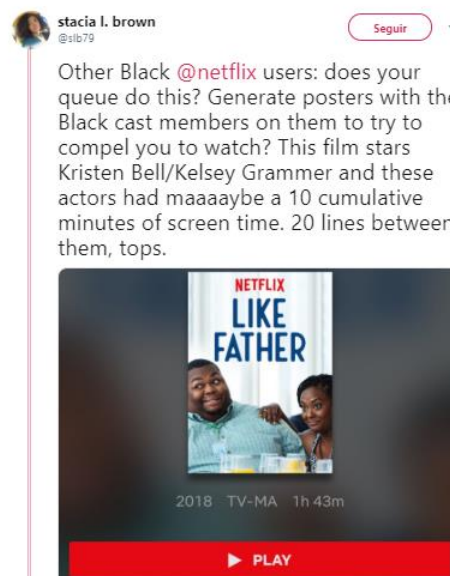 stacia l. brown
@slb79
Seguir
Other Black @netflix users: does your
queue do this? Generate posters with the
Black cast members on them to try to
compel you to watch? This film stars
Kristen Bell/Kelsey Grammer and these
actors had maaaaybe a 10 cumulative
minutes of screen time. 20 lines between
them, tops.
NETFLIX
LIKE
FATHER
2018 TV-MA 1h 43m
PLAY